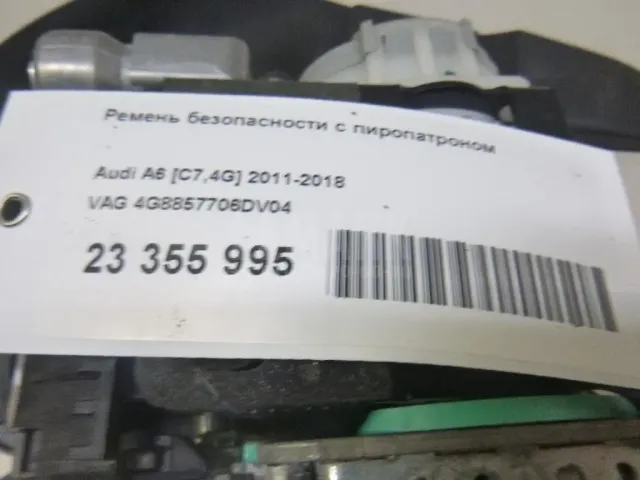 Ремень безопасности с пиропатроном
Audi A6 [C7,4G] 2011-2018
VAG 4G8857706DV04
23 355 995